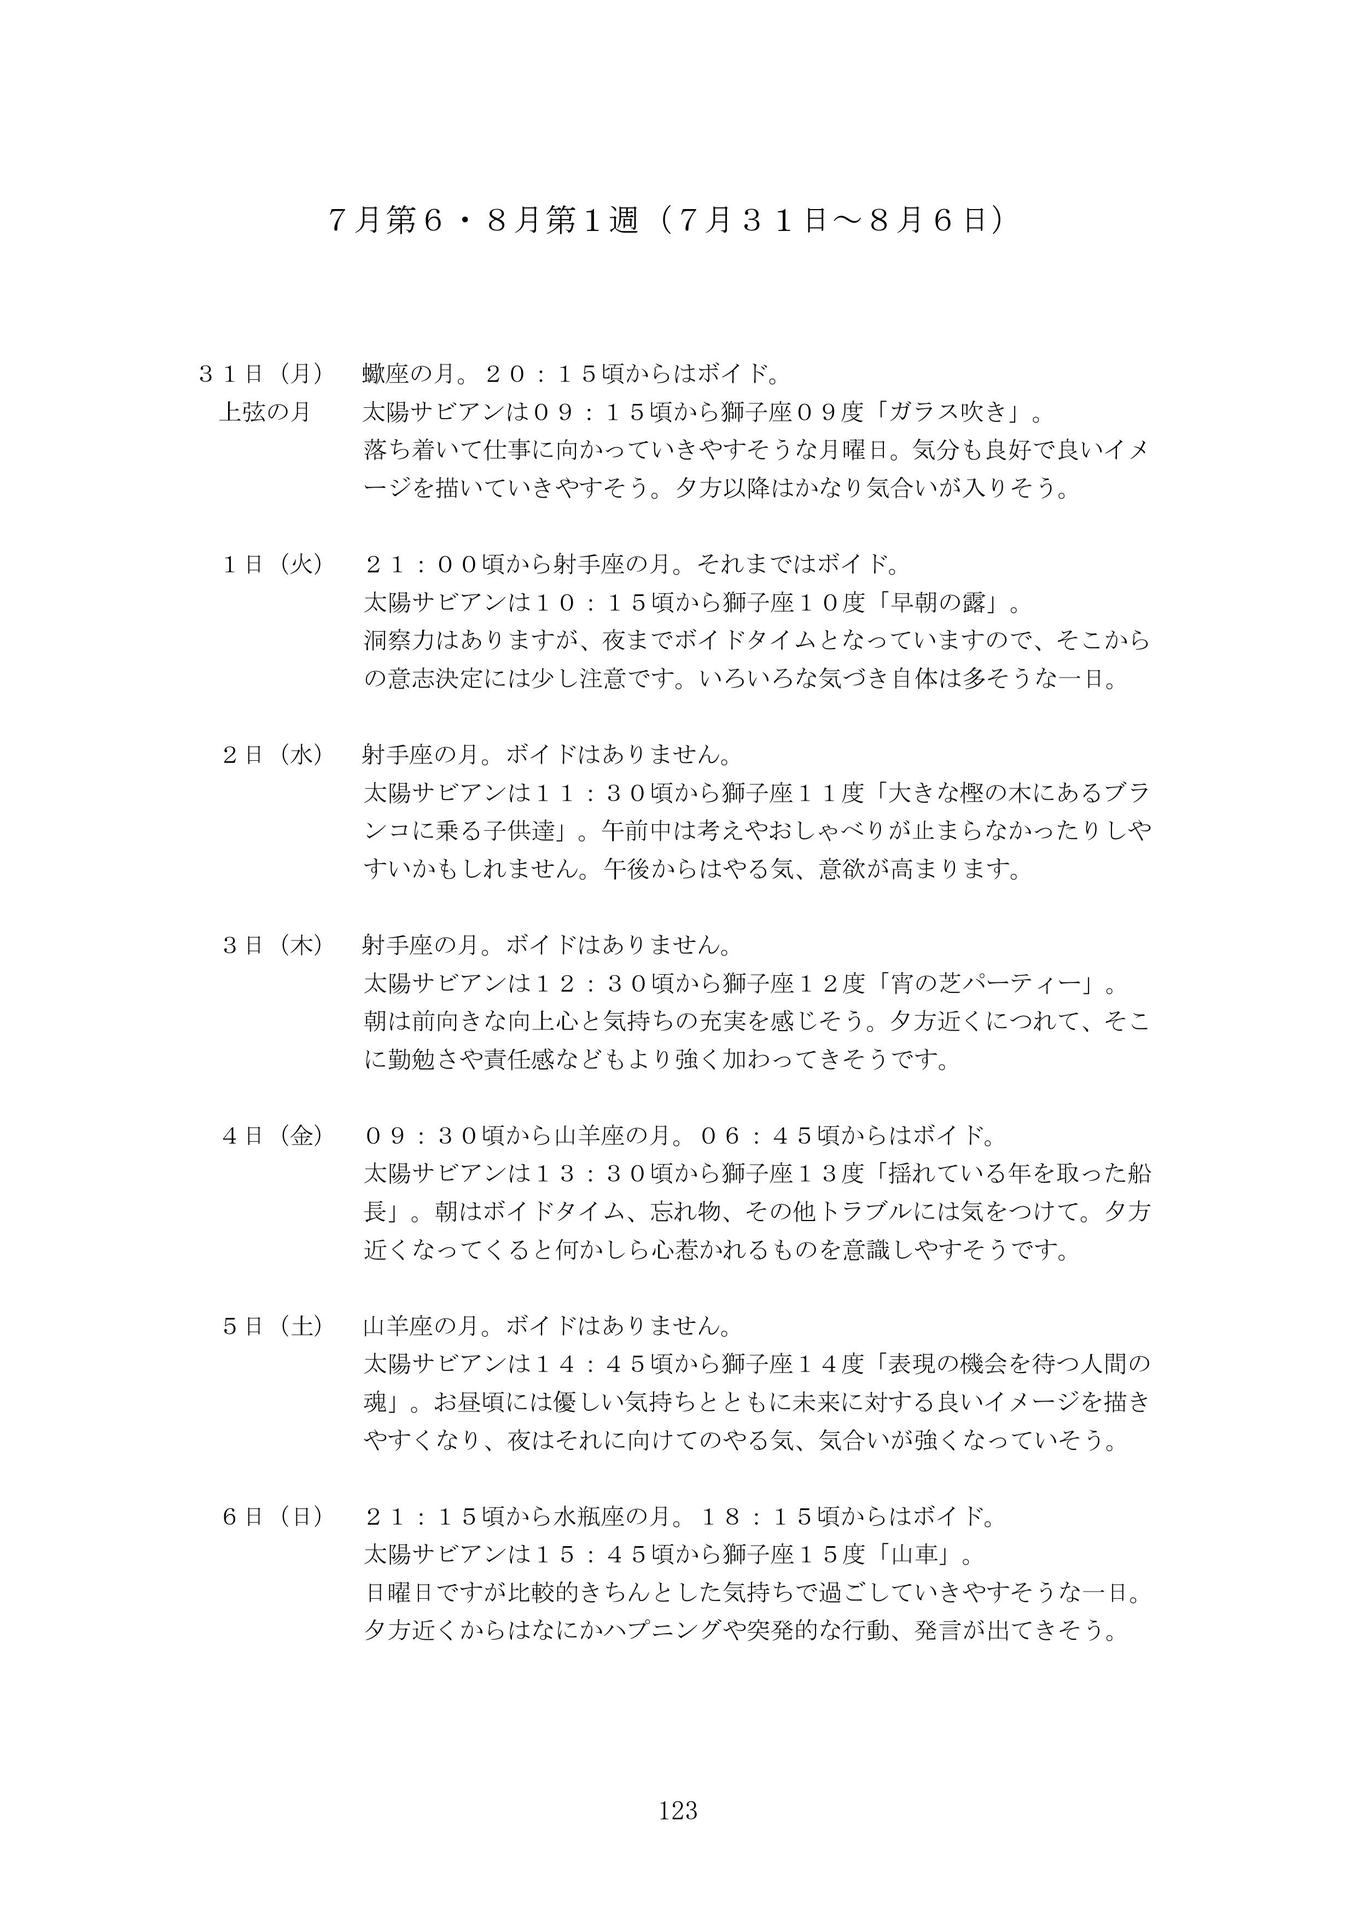 ７月第６・８月第１週（７月３１日～８月６日）
３１日（月）　蠍座の月。２０：１５頃からはボイド。
上弦の月　太陽サビアンは０９：１５頃から獅子座０９度「ガラス吹き」。
落ち着いて仕事に向かっていきやすそうな月曜日。気分も良好で良いイメ
ージを描いていきやすそう。夕方以降はかなり気合いが入りそう。
１日（火）　２１：００頃から射手座の月。それまではボイド。
太陽サビアンは１０：１５頃から獅子座１０度「早朝の露」。
洞察力はありますが、夜までボイドタイムとなっていますので、そこから
の意志決定には少し注意です。いろいろな気づき自体は多そうな一日。
２日（水）　射手座の月。ボイドはありません。
太陽サビアンは１１：３０頃から獅子座１１度「大きな樫の木にあるブラ
ンコに乗る子供達」。午前中は考えやおしゃべりが止まらなかったりしや
すいかもしれません。午後からはやる気、意欲が高まります。
３日（木）　射手座の月。ボイドはありません。
太陽サビアンは１２：３０頃から獅子座１２度「宵の芝パーティー」。
朝は前向きな向上心と気持ちの充実を感じそう。夕方近くにつれて、そこ
に勤勉さや責任感などもより強く加わってきそうです。
４日（金）　０９：３０頃から山羊座の月。０６：４５頃からはボイド。
太陽サビアンは１３：３０頃から獅子座１３度「揺れている年を取った船
長」。朝はボイドタイム、忘れ物、その他トラブルには気をつけて。夕方
近くなってくると何かしら心惹かれるものを意識しやすそうです。
５日（土）　山羊座の月。ボイドはありません。
太陽サビアンは１４：４５頃から獅子座１４度「表現の機会を待つ人間の
魂」。お昼頃には優しい気持ちとともに未来に対する良いイメージを描き
やすくなり、夜はそれに向けてのやる気、気合いが強くなっていそう。
６日（日）　２１：１５頃から水瓶座の月。１８：１５頃からはボイド。
太陽サビアンは１５：４５頃から獅子座１５度「山車」。
日曜日ですが比較的きちんとした気持ちで過ごしていきやすそうな一日。
夕方近くからはなにかハプニングや突発的な行動、発言が出てきそう。
123